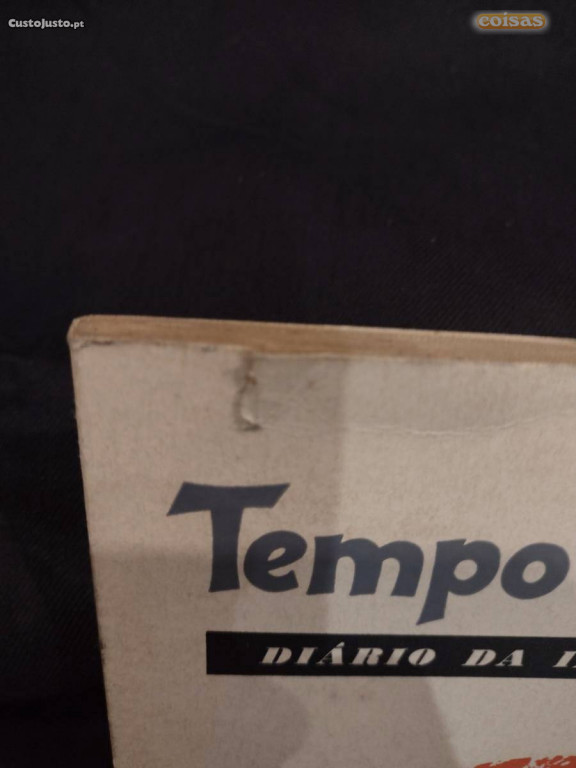 CustoJusto.pt
coisas
Tempo
DIÁRIO DA